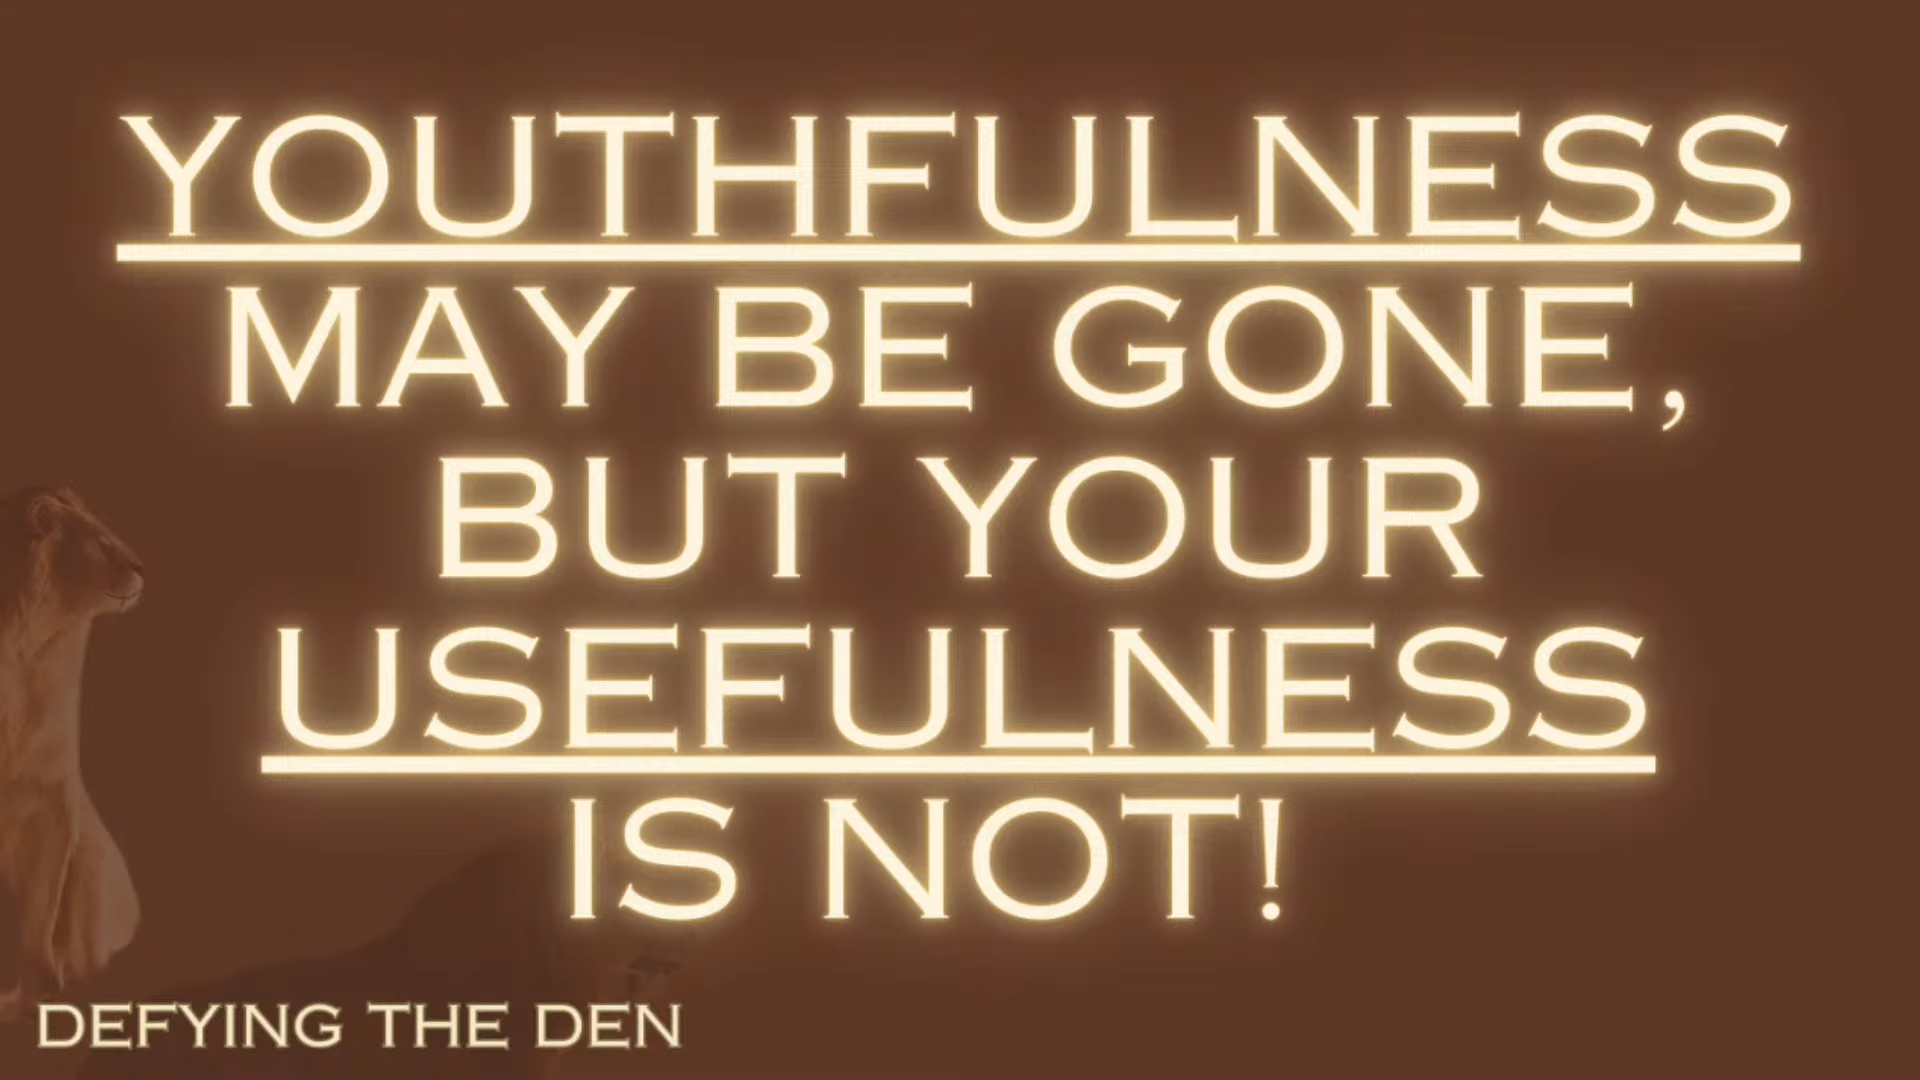 YOUTHFULNESS
MAY BE GONE,
BUT YOUR
USEFULNESS
IS NOT!
DEFYING THE DEN